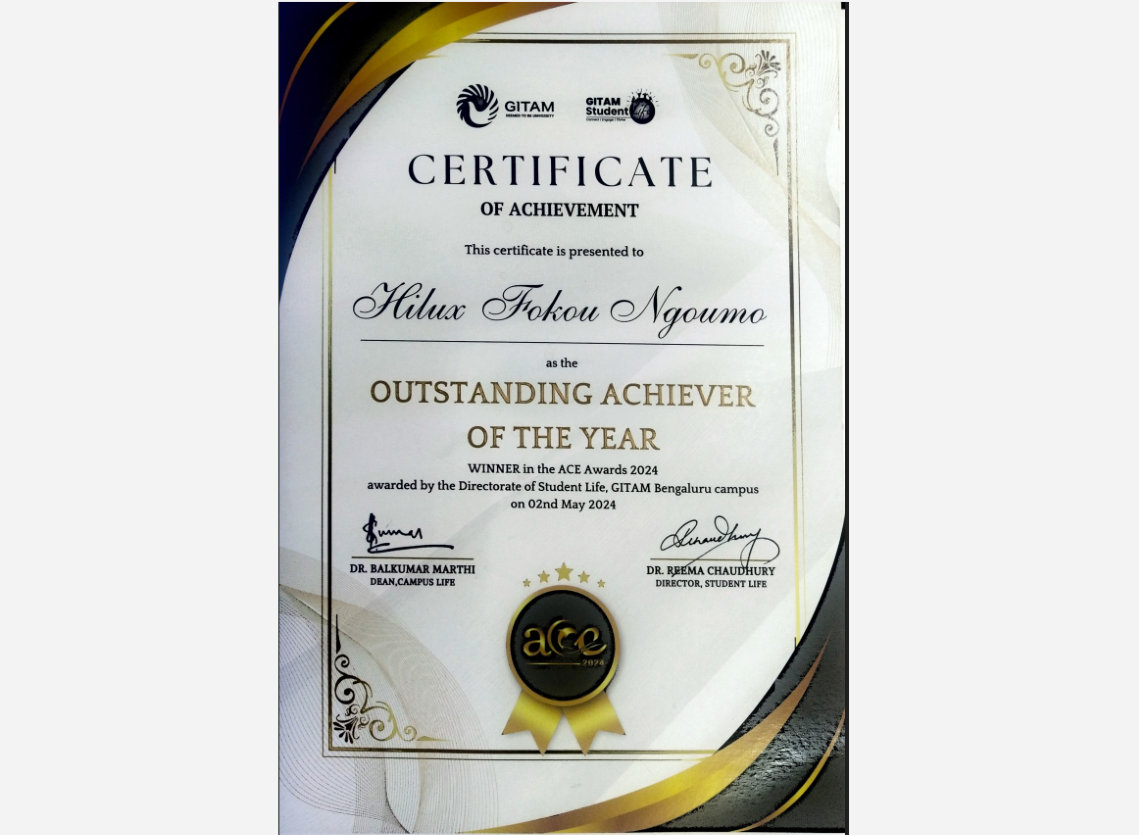 GITAM
DEEMED TO BE UNIVERSITY
GITAM
Student
Connect | Engage | Thrive
CERTIFICATE
OF ACHIEVEMENT
This certificate is presented to
Hilux Fokou Ngoumo
as the
OUTSTANDING ACHIEVER
OF THE YEAR
WINNER in the ACE Awards 2024
awarded by the Directorate of Student Life, GITAM Bengaluru campus
on 02nd May 2024
DR. BALKUMAR MARTHI
DEAN,CAMPUS LIFE
DR. REEMA CHAUDHURY
DIRECTOR, STUDENT LIFE
ace
2024